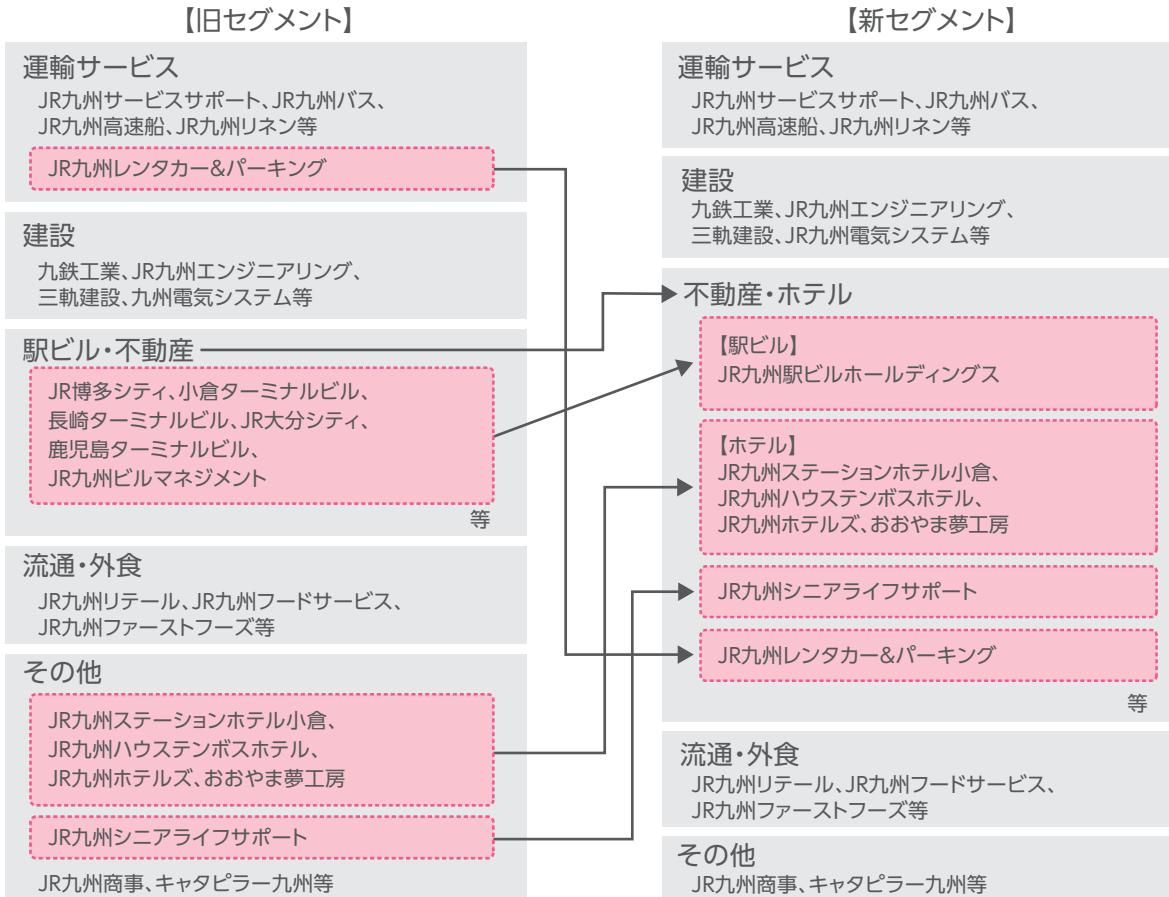 【旧セグメント】
運輸サービス
JR九州サービスサポート、JR九州バス、
JR九州高速船、JR九州リネン等
JR九州レンタカー&パーキング
建設
九鉄工業、JR九州エンジニアリング、
三軌建設、九州電気システム等
駅ビル・不動産
JR博多シティ、小倉ターミナルビル、
長崎ターミナルビル、JR大分シティ、
鹿児島ターミナルビル、
JR九州ビルマネジメント
等
流通・外食
JR九州リテール、JR九州フードサービス、
JR九州ファーストフーズ等
その他
JR九州ステーションホテル小倉、
JR九州ハウステンボスホテル、
JR九州ホテルズ、おおやま夢工房
JR九州シニアライフサポート
JR九州商事、キャタピラー九州等
【新セグメント】
運輸サービス
JR九州サービスサポート、JR九州バス、
JR九州高速船、JR九州リネン等
建設
九鉄工業、JR九州エンジニアリング、
三軌建設、JR九州電気システム等
不動産・ホテル
【駅ビル】
JR九州駅ビルホールディングス
【ホテル】
JR九州ステーションホテル小倉、
JR九州ハウステンボスホテル、
JR九州ホテルズ、おおやま夢工房
JR九州シニアライフサポート
JR九州レンタカー&パーキング
等
流通・外食
JR九州リテール、JR九州フードサービス、
JR九州ファーストフーズ等
その他
JR九州商事、キャタピラー九州等